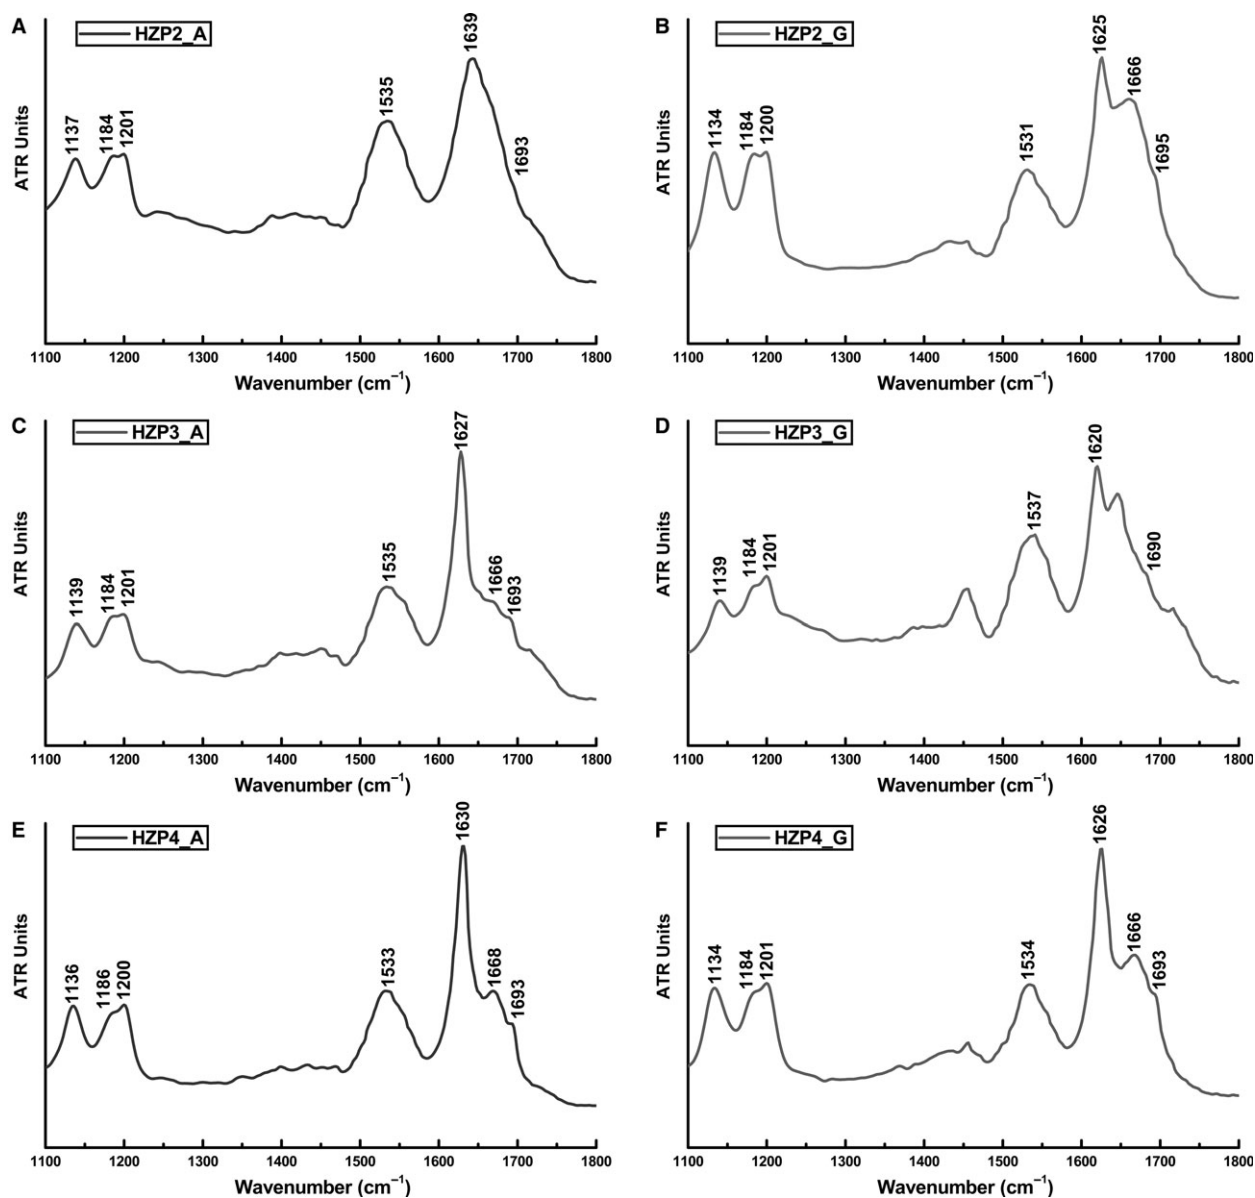 A
HZP2_A
ATR Units
1137
1184
1201
1535
1639
1693
1100 1200 1300 1400 1500 1600 1700 1800
Wavenumber (cm⁻¹)
B
HZP2_G
ATR Units
1134
1184
1200
1531
1625
1666
1695
1100 1200 1300 1400 1500 1600 1700 1800
Wavenumber (cm⁻¹)
C
HZP3_A
ATR Units
1139
1184
1201
1535
1627
1666
1693
1100 1200 1300 1400 1500 1600 1700 1800
Wavenumber (cm⁻¹)
D
HZP3_G
ATR Units
1139
1184
1201
1537
1620
1690
1100 1200 1300 1400 1500 1600 1700 1800
Wavenumber (cm⁻¹)
E
HZP4_A
ATR Units
1136
1186
1200
1533
1630
1668
1693
1100 1200 1300 1400 1500 1600 1700 1800
Wavenumber (cm⁻¹)
F
HZP4_G
ATR Units
1134
1184
1201
1534
1626
1666
1693
1100 1200 1300 1400 1500 1600 1700 1800
Wavenumber (cm⁻¹)